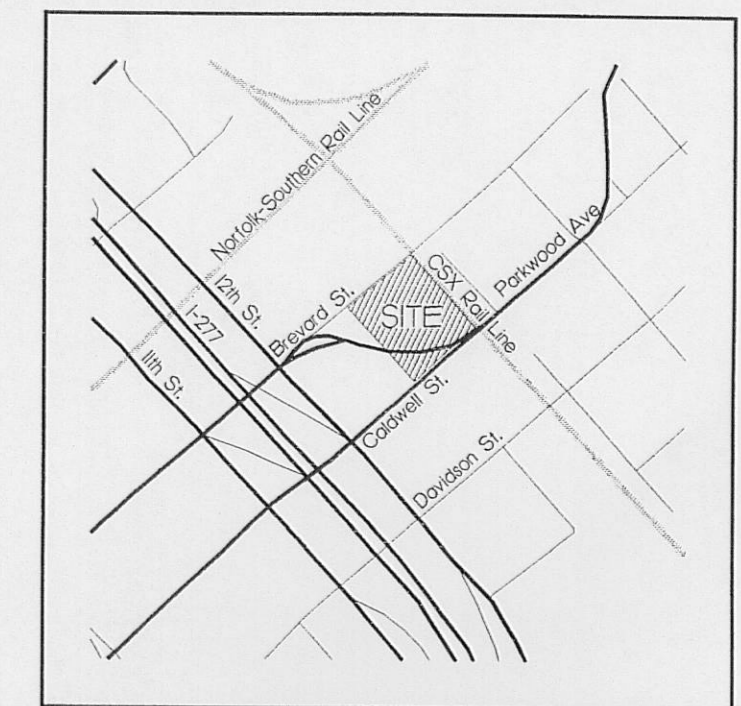 Norfolk-Southern Rail Line
12th St.
I-277
11th St.
Brevard St.
SITE
CSX Rail Line
Parkwood Ave
Caldwell St.
Davidson St.